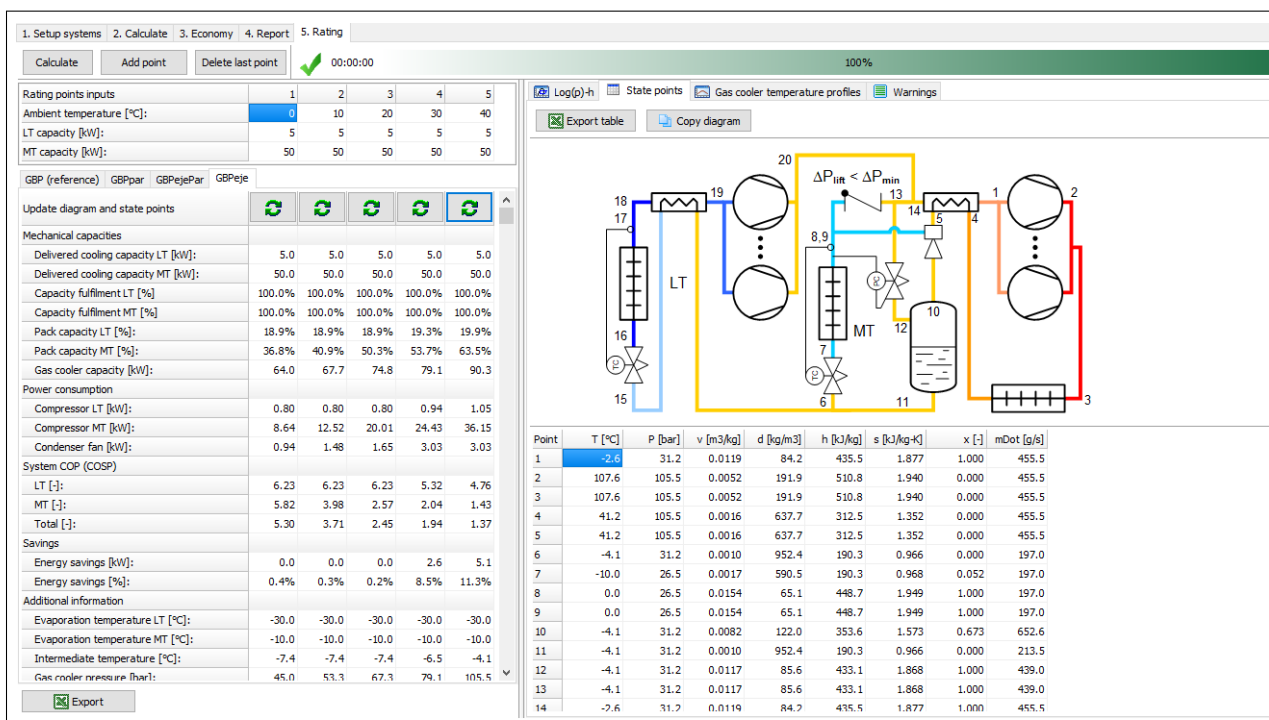 1. Setup systems 2. Calculate 3. Economy 4. Report 5. Rating
Calculate Add point Delete last point 00:00:00 100%
Rating points inputs 1 2 3 4 5
Ambient temperature [°C]: 0 10 20 30 40
LT capacity [kW]: 5 5 5 5 5
MT capacity [kW]: 50 50 50 50 50
GBP (reference) GBPpar GBPejePar GBPeje
Update diagram and state points
Mechanical capacities
Delivered cooling capacity LT [kW]: 5.0 5.0 5.0 5.0 5.0
Delivered cooling capacity MT [kW]: 50.0 50.0 50.0 50.0 50.0
Capacity fulfilment LT [%] 100.0% 100.0% 100.0% 100.0% 100.0%
Capacity fulfilment MT [%] 100.0% 100.0% 100.0% 100.0% 100.0%
Pack capacity LT [%]: 18.9% 18.9% 18.9% 19.3% 19.9%
Pack capacity MT [%]: 36.8% 40.9% 50.3% 53.7% 63.5%
Gas cooler capacity [kW]: 64.0 67.7 74.8 79.1 90.3
Power consumption
Compressor LT [kW]: 0.80 0.80 0.80 0.94 1.05
Compressor MT [kW]: 8.64 12.52 20.01 24.43 36.15
Condenser fan [kW]: 0.94 1.48 1.65 3.03 3.03
System COP (COSP)
LT [-]: 6.23 6.23 6.23 5.32 4.76
MT [-]: 5.82 3.98 2.57 2.04 1.43
Total [-]: 5.30 3.71 2.45 1.94 1.37
Savings
Energy savings [kW]: 0.0 0.0 0.0 2.6 5.1
Energy savings [%]: 0.4% 0.3% 0.2% 8.5% 11.3%
Additional information
Evaporation temperature LT [°C]: -30.0 -30.0 -30.0 -30.0 -30.0
Evaporation temperature MT [°C]: -10.0 -10.0 -10.0 -10.0 -10.0
Intermediate temperature [°C]: -7.4 -7.4 -7.4 -6.5 -4.1
Gas cooler pressure [bar]: 45.0 53.3 67.3 79.1 105.5
Export
Log(p)-h State points Gas cooler temperature profiles Warnings
Export table Copy diagram
20
ΔPlift < ΔPmin
18 19 13 1 2
17 14 5 4
8,9
LT PC
10
16 MT 12
7
TC TC
15 6 11 3
Point T [°C] P [bar] v [m3/kg] d [kg/m3] h [kJ/kg] s [kJ/kg-K] x [-] mDot [g/s]
1 -2.6 31.2 0.0119 84.2 435.5 1.877 1.000 455.5
2 107.6 105.5 0.0052 191.9 510.8 1.940 0.000 455.5
3 107.6 105.5 0.0052 191.9 510.8 1.940 0.000 455.5
4 41.2 105.5 0.0016 637.7 312.5 1.352 0.000 455.5
5 41.2 105.5 0.0016 637.7 312.5 1.352 0.000 455.5
6 -4.1 31.2 0.0010 952.4 190.3 0.966 0.000 197.0
7 -10.0 26.5 0.0017 590.5 190.3 0.968 0.052 197.0
8 0.0 26.5 0.0154 65.1 448.7 1.949 1.000 197.0
9 0.0 26.5 0.0154 65.1 448.7 1.949 1.000 197.0
10 -4.1 31.2 0.0082 122.0 353.6 1.573 0.673 652.6
11 -4.1 31.2 0.0010 952.4 190.3 0.966 0.000 213.5
12 -4.1 31.2 0.0117 85.6 433.1 1.868 1.000 439.0
13 -4.1 31.2 0.0117 85.6 433.1 1.868 1.000 439.0
14 -2.6 31.2 0.0119 84.2 435.5 1.877 1.000 455.5